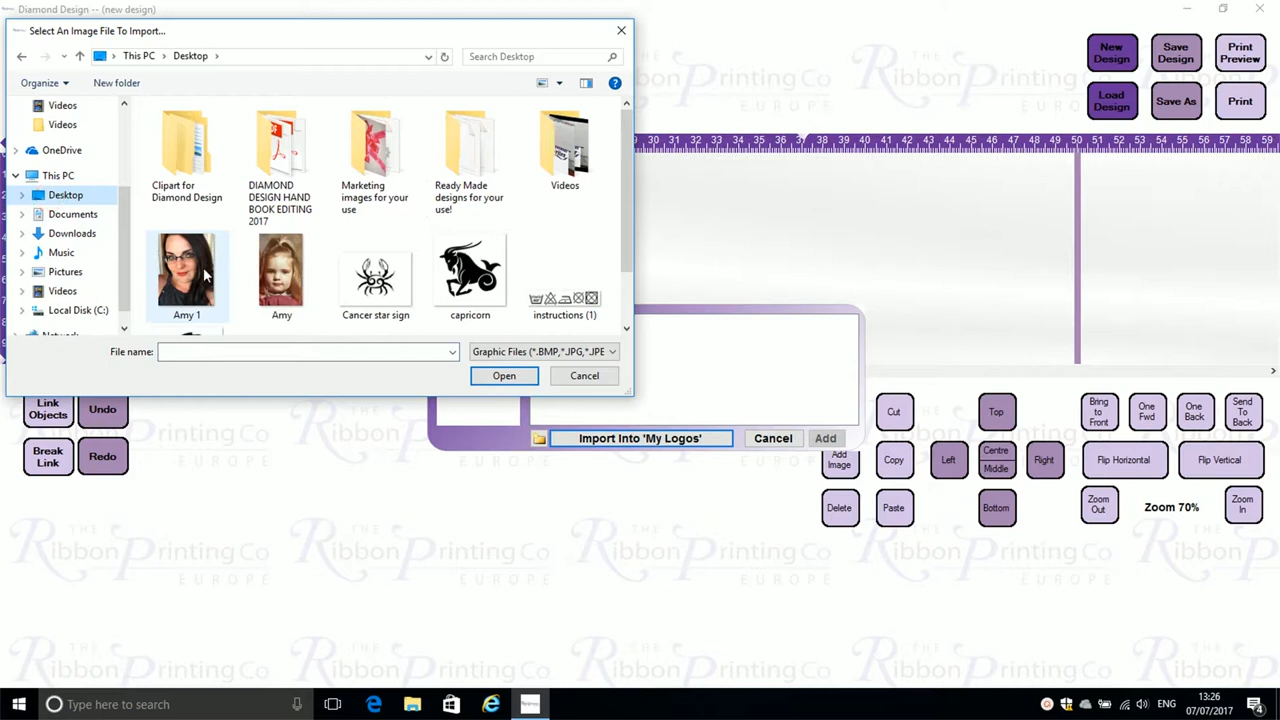 Diamond Design -- (new design)
Select An Image File To Import...
This PC
Desktop
Search Desktop
Organize
New folder
Videos
Videos
OneDrive
This PC
Desktop
Documents
Downloads
Music
Pictures
Videos
Local Disk (C:)
Clipart for
Diamond Design
DIAMOND
DESIGN HAND
BOOK EDITING
2017
Marketing
images for your
use
Ready Made
designs for your
use!
Videos
Amy 1
Amy
Cancer star sign
capricorn
instructions (1)
File name:
Graphic Files (*.BMP,*.JPG,*.JPE
Open
Cancel
New
Design
Save
Design
Print
Preview
Load
Design
Save As
Print
30 31 32 33 34 35 36 37 38 39 40 41 42 43 44 45 46 47 48 49 50 51 52 53 54 55 56 57 58 59
Import Into 'My Logos'
Cancel
Add
Link
Objects
Undo
Break
Link
Redo
Cut
Top
Bring
to
Front
One
Fwd
One
Back
Send
To
Back
Add
Image
Copy
Left
Centre
Middle
Right
Flip Horizontal
Flip Vertical
Delete
Paste
Bottom
Zoom
Out
Zoom 70%
Zoom
In
THE
Ribbon Printing Co
EUROPE
Type here to search
ENG
13:26
07/07/2017
4